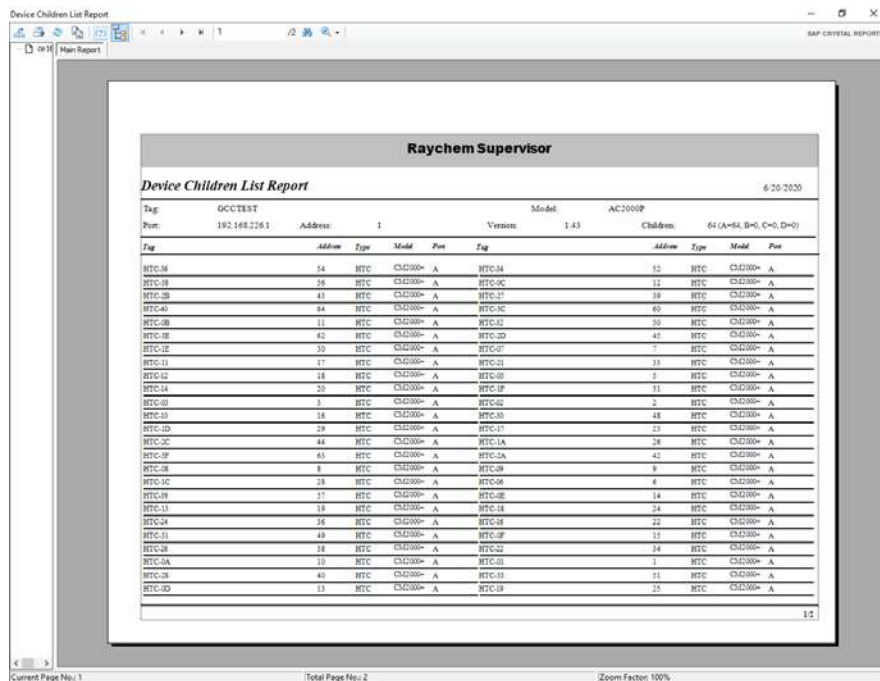 Device Children List Report
1 /2
SAP CRYSTAL REPORT
Main Report
Raychem Supervisor
Device Children List Report 6/20/2020
Tag: GCCTEST Model: AC2000P
Port: 192.168.226.1 Address: 1 Version: 1.43 Children: 64 (A=64, B=0, C=0, D=0)
Tag Address Type Model Port Tag Address Type Model Port
HTC-36 54 HTC CM2000+ A HTC-34 52 HTC CM2000+ A
HTC-38 56 HTC CM2000+ A HTC-0C 12 HTC CM2000+ A
HTC-2B 43 HTC CM2000+ A HTC-27 39 HTC CM2000+ A
HTC-40 64 HTC CM2000+ A HTC-3C 60 HTC CM2000+ A
HTC-0B 11 HTC CM2000+ A HTC-32 50 HTC CM2000+ A
HTC-3E 62 HTC CM2000+ A HTC-2D 45 HTC CM2000+ A
HTC-1E 30 HTC CM2000+ A HTC-07 7 HTC CM2000+ A
HTC-11 17 HTC CM2000+ A HTC-21 33 HTC CM2000+ A
HTC-12 18 HTC CM2000+ A HTC-05 5 HTC CM2000+ A
HTC-14 20 HTC CM2000+ A HTC-1F 31 HTC CM2000+ A
HTC-03 3 HTC CM2000+ A HTC-02 2 HTC CM2000+ A
HTC-10 16 HTC CM2000+ A HTC-30 48 HTC CM2000+ A
HTC-1D 29 HTC CM2000+ A HTC-17 23 HTC CM2000+ A
HTC-2C 44 HTC CM2000+ A HTC-1A 26 HTC CM2000+ A
HTC-3F 63 HTC CM2000+ A HTC-2A 42 HTC CM2000+ A
HTC-08 8 HTC CM2000+ A HTC-09 9 HTC CM2000+ A
HTC-1C 28 HTC CM2000+ A HTC-06 6 HTC CM2000+ A
HTC-39 57 HTC CM2000+ A HTC-0E 14 HTC CM2000+ A
HTC-13 19 HTC CM2000+ A HTC-18 24 HTC CM2000+ A
HTC-24 36 HTC CM2000+ A HTC-16 22 HTC CM2000+ A
HTC-31 49 HTC CM2000+ A HTC-0F 15 HTC CM2000+ A
HTC-26 38 HTC CM2000+ A HTC-22 34 HTC CM2000+ A
HTC-0A 10 HTC CM2000+ A HTC-01 1 HTC CM2000+ A
HTC-28 40 HTC CM2000+ A HTC-33 51 HTC CM2000+ A
HTC-0D 13 HTC CM2000+ A HTC-19 25 HTC CM2000+ A
1/2
Current Page No.: 1 Total Page No.: 2 Zoom Factor: 100%